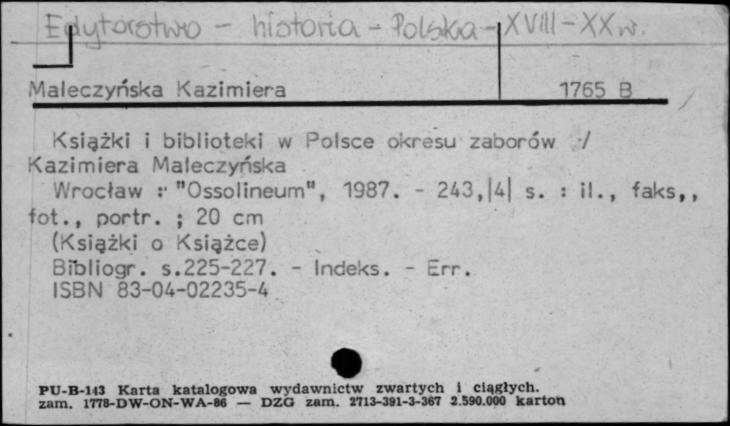 Edytorstwo - historia - Polska - XVIII - XX w.
Maleczyńska Kazimiera 1765 B
Książki i biblioteki w Polsce okresu zaborów /
Kazimiera Maleczyńska
Wrocław : "Ossolineum", 1987. - 243,|4| s. : il., faks,,
fot., portr. ; 20 cm
(Książki o Książce)
Bibliogr. s.225-227. - Indeks. - Err.
ISBN 83-04-02235-4
PU-B-143 Karta katalogowa wydawnictw zwartych i ciągłych.
zam. 1778-DW-ON-WA-86 — DZG zam. 2713-391-3-367 2.590.000 karton